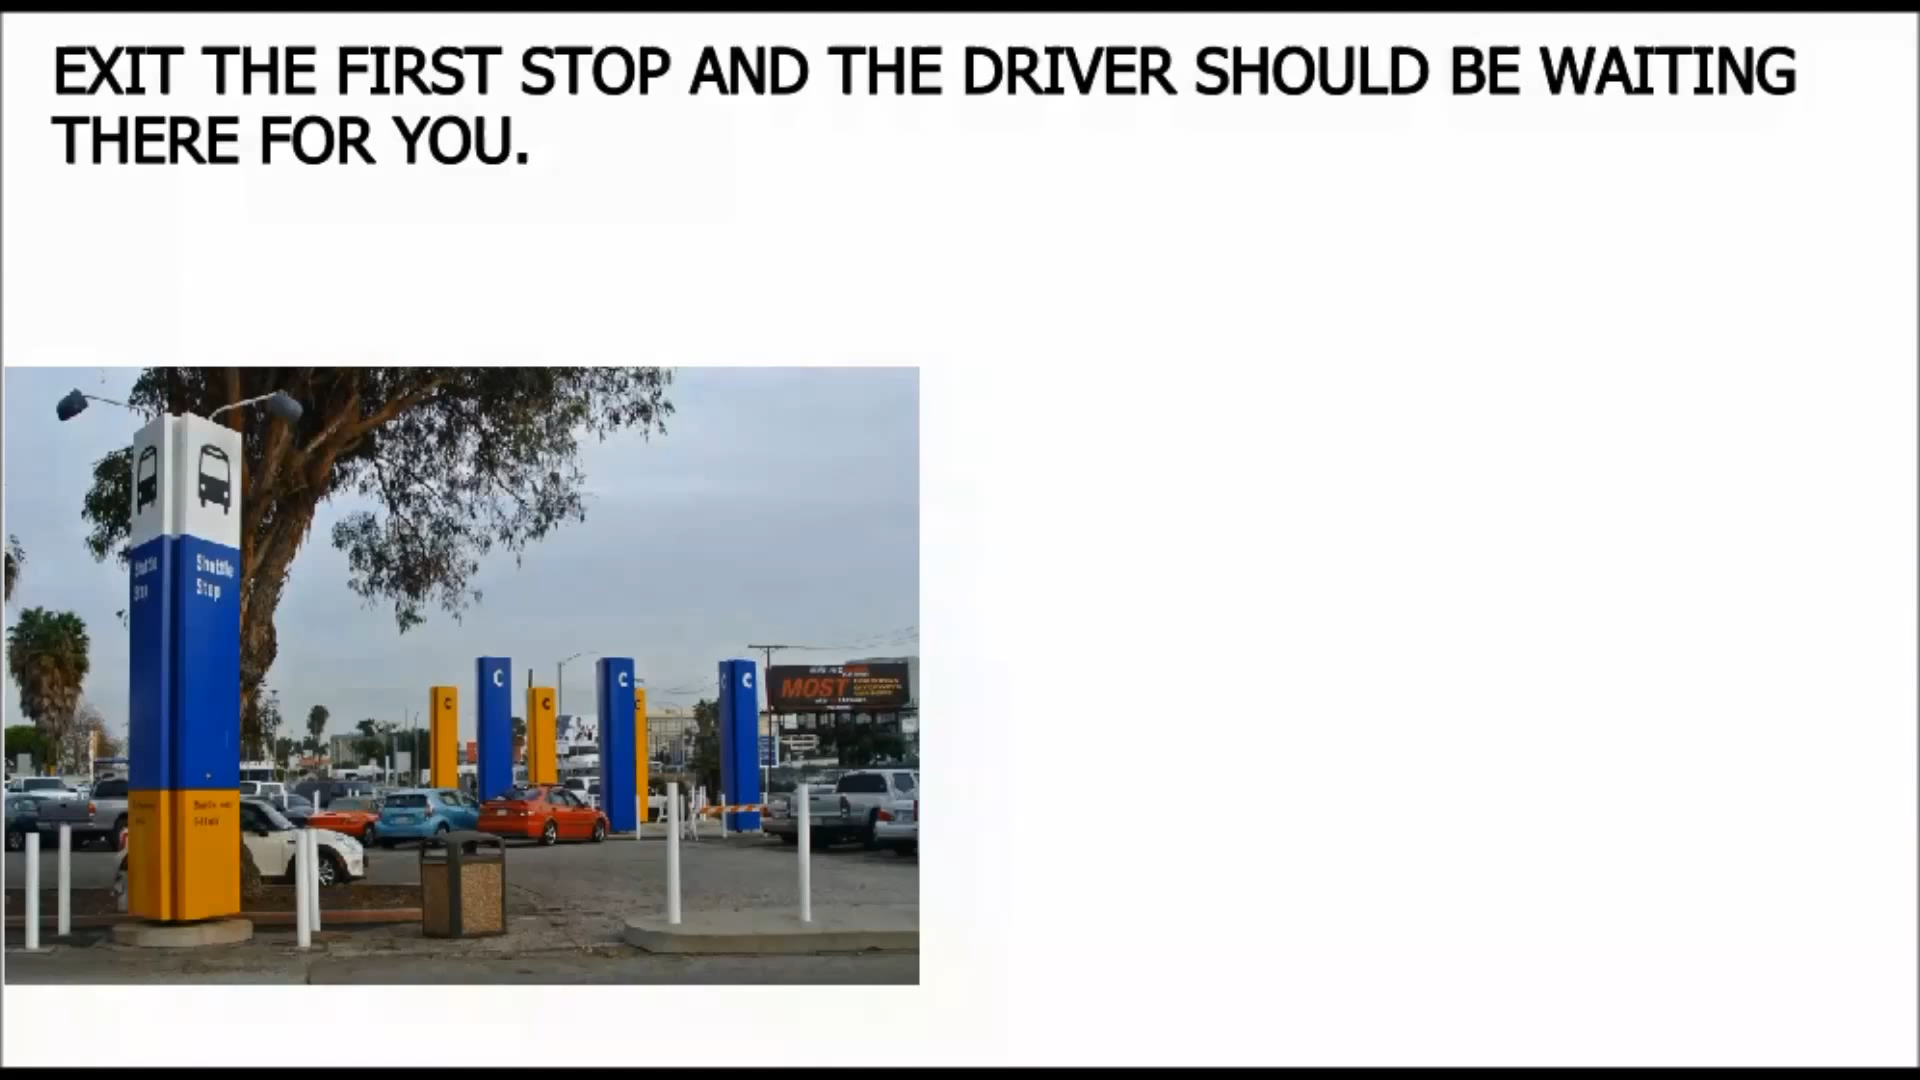 EXIT THE FIRST STOP AND THE DRIVER SHOULD BE WAITING
THERE FOR YOU.
Shuttle
Stop
Shuttle
Stop
C
C
C
C
C
C
MOST